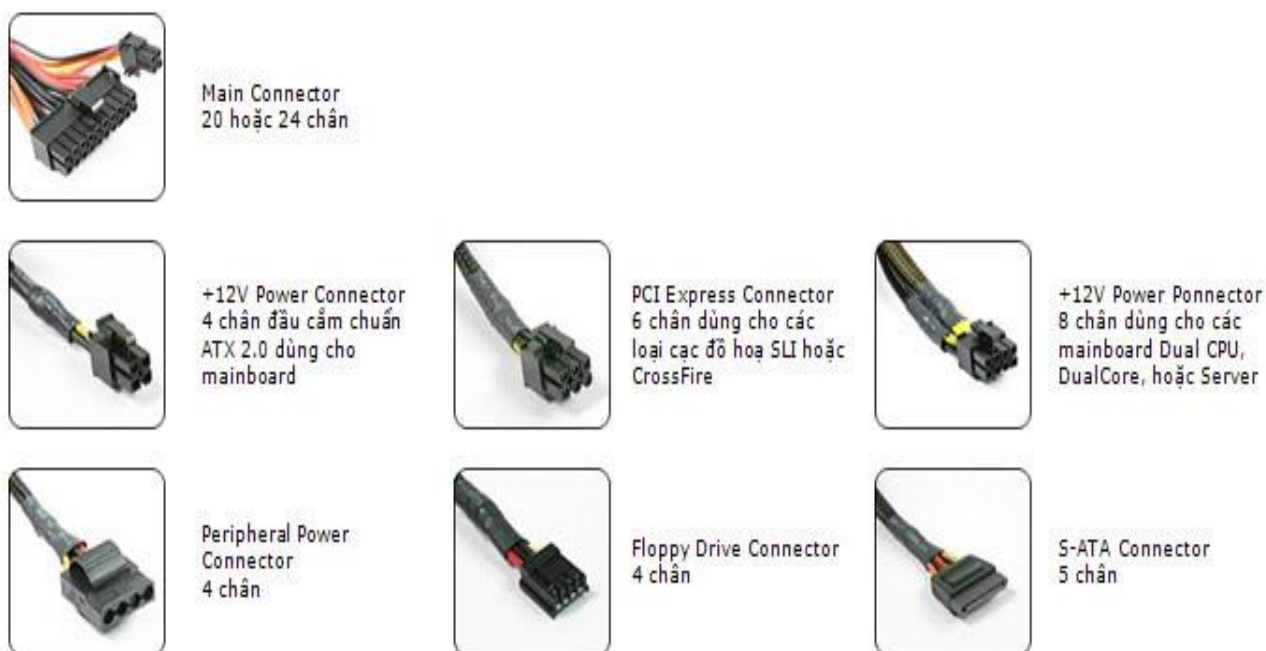 Main Connector
20 hoặc 24 chân
+12V Power Connector
4 chân đầu cắm chuẩn
ATX 2.0 dùng cho
mainboard
PCI Express Connector
6 chân dùng cho các
loại cạc đồ hoạ SLI hoặc
CrossFire
+12V Power Ponnector
8 chân dùng cho các
mainboard Dual CPU,
DualCore, hoặc Server
Peripheral Power
Connector
4 chân
Floppy Drive Connector
4 chân
S-ATA Connector
5 chân